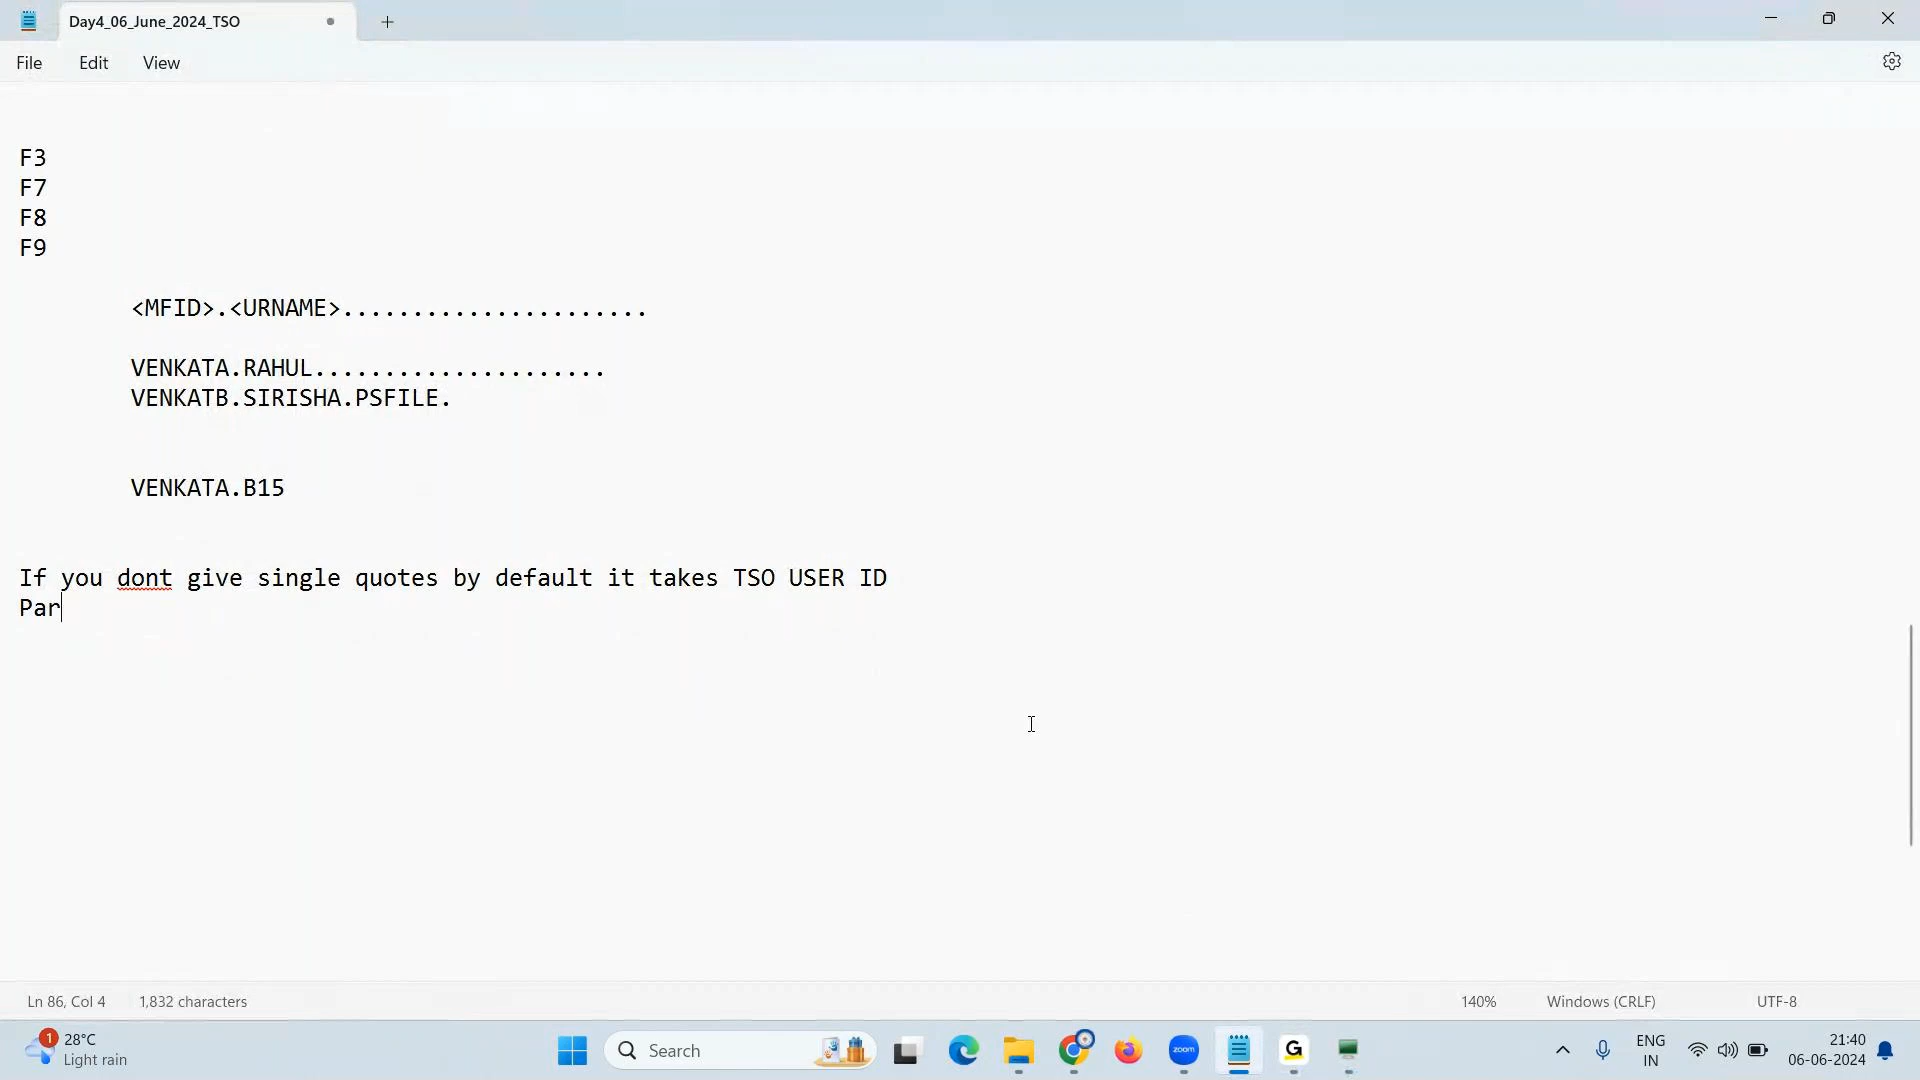 Day4_06_June_2024_TSO
File Edit View
F3
F7
F8
F9
<MFID>.<URNAME>......................
VENKATA.RAHUL.....................
VENKATB.SIRISHA.PSFILE.
VENKATA.B15
If you dont give single quotes by default it takes TSO USER ID
Par
Ln 86, Col 4 1,832 characters 140% Windows (CRLF) UTF-8
1 28°C
Light rain
Search
zoom
G
ENG
IN
21:40
06-06-2024